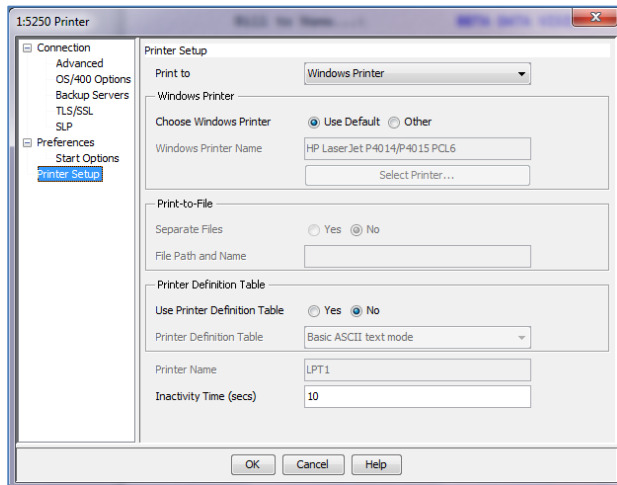 1:5250 Printer
Bill to Name...:
Connection
Advanced
OS/400 Options
Backup Servers
TLS/SSL
SLP
Preferences
Start Options
Printer Setup
Printer Setup
Print to Windows Printer
Windows Printer
Choose Windows Printer Use Default Other
Windows Printer Name HP LaserJet P4014/P4015 PCL6
Select Printer...
Print-to-File
Separate Files Yes No
File Path and Name
Printer Definition Table
Use Printer Definition Table Yes No
Printer Definition Table Basic ASCII text mode
Printer Name LPT1
Inactivity Time (secs) 10
OK Cancel Help